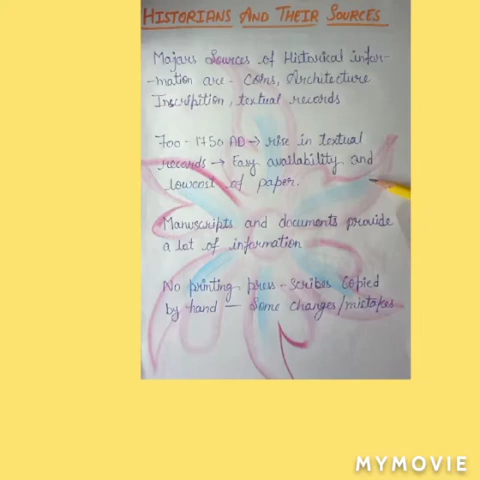 HISTORIANS AND THEIR SOURCES
Majors Sources of Historical infor-
-mation are - Coins, Architecture
Inscripition, textual records
700 - 1750 AD → rise in textual
records → Easy availability and
lowcost of paper.
Manuscripts and documents provide
a lot of information
No printing press - scribes copied
by hand — Some changes/mistakes
MYMOVIE